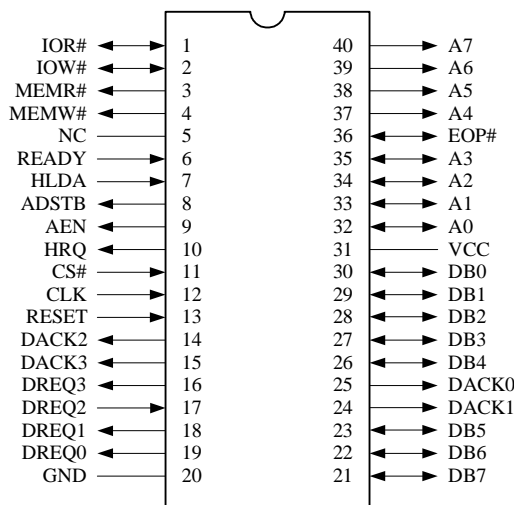 IOR# 1 40 A7
IOW# 2 39 A6
MEMR# 3 38 A5
MEMW# 4 37 A4
NC 5 36 EOP#
READY 6 35 A3
HLDA 7 34 A2
ADSTB 8 33 A1
AEN 9 32 A0
HRQ 10 31 VCC
CS# 11 30 DB0
CLK 12 29 DB1
RESET 13 28 DB2
DACK2 14 27 DB3
DACK3 15 26 DB4
DREQ3 16 25 DACK0
DREQ2 17 24 DACK1
DREQ1 18 23 DB5
DREQ0 19 22 DB6
GND 20 21 DB7